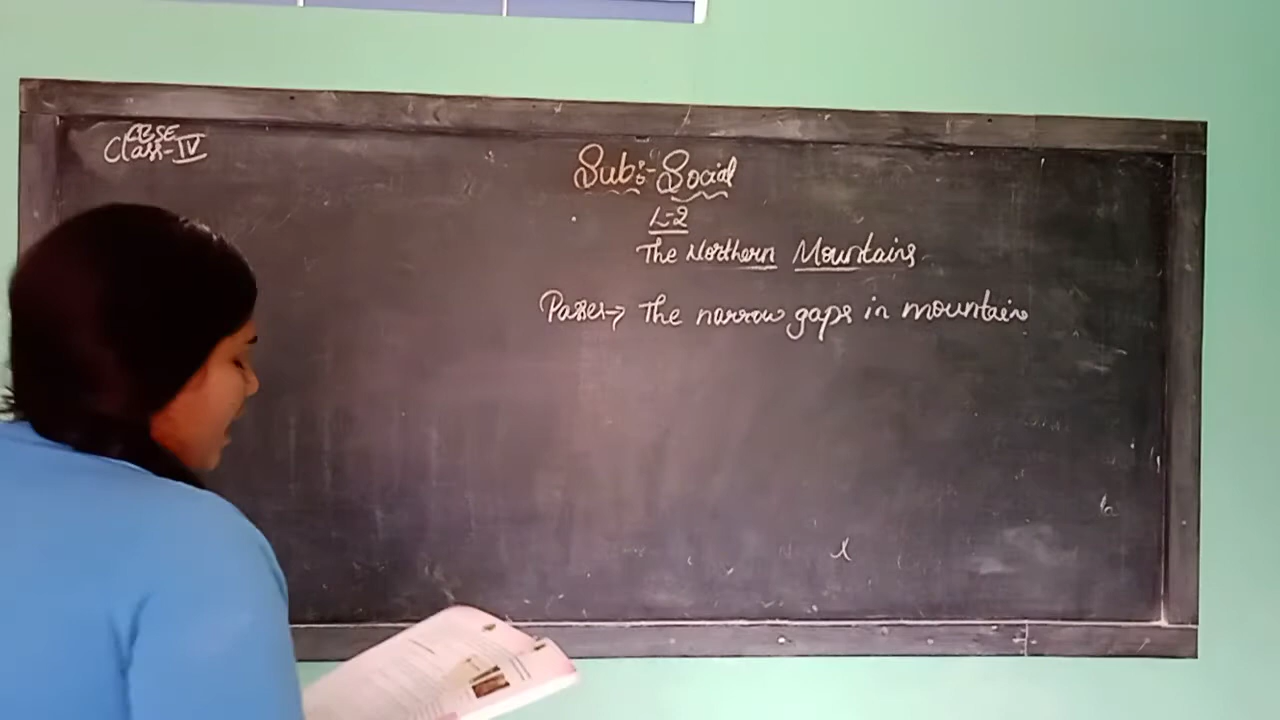 CBSE
Class-IV
Sub:- Social
L-2
The Northern Mountains
Passes→ The narrow gaps in mountains